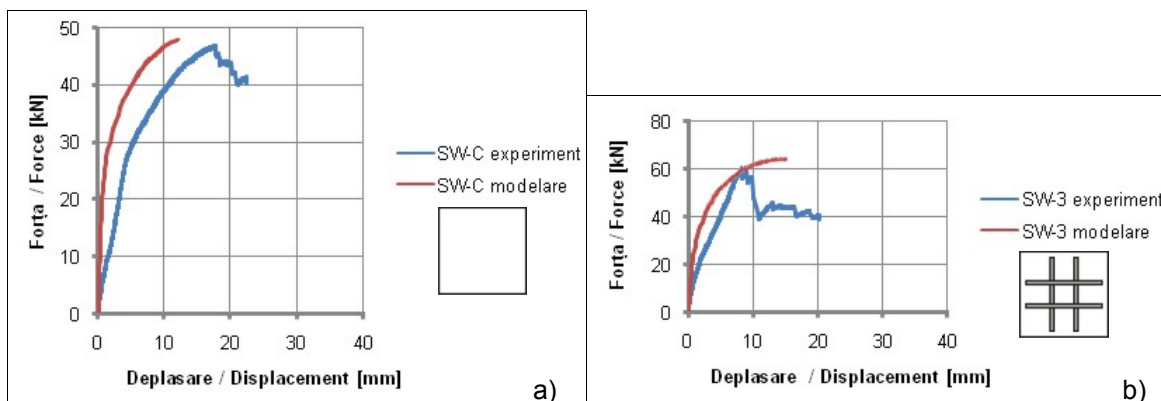 50
40
30
20
10
0
0 10 20 30 40
Forţa / Force [kN]
Deplasare / Displacement [mm]
SW-C experiment
SW-C modelare
a)
80
60
40
20
0
0 10 20 30 40
Forţa / Force [kN]
Deplasare / Displacement [mm]
SW-3 experiment
SW-3 modelare
b)